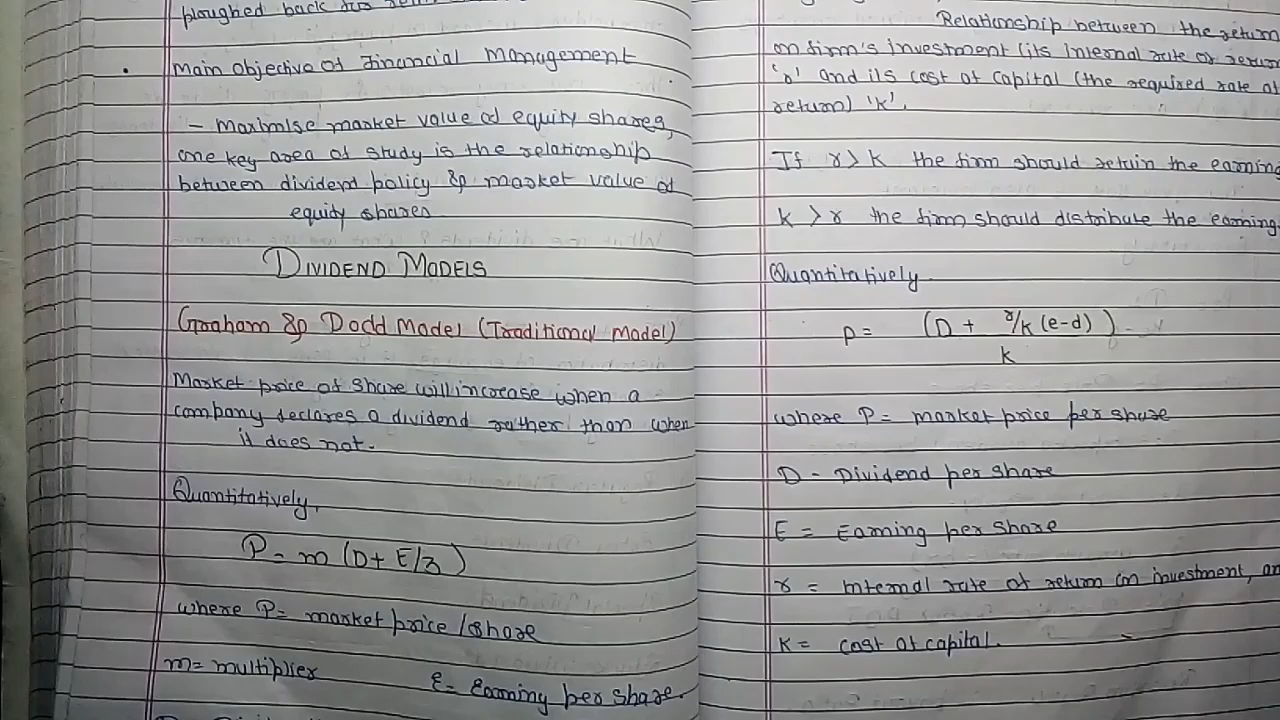 ploughed back
Main Objective of Financial Management
- Maximise market value of equity shares,
one key area of study is the relationship
between dividend policy & market value of
equity shares
DIVIDEND MODELS
Graham & Dodd Model (Traditional Model)
Market price of share will increase when a
company declares a dividend rather than when
it does not.
Quantitatively,
P = m (D + E/3)
where P = market price / share
m = multiplier E = Earning per share.
Relationship between the return
on firm's investment (its Internal rate of return
'r' and its cost of capital (the required rate of
return) 'K'.
If r > K the firm should retain the earning
K > r the firm should distribute the earning.
Quantitatively
P = (D + r/K (e-d))
K
where P = market price per share
D - Dividend per share
E = Earning per share
r = Internal rate of return on investment, an
K = cost of capital.